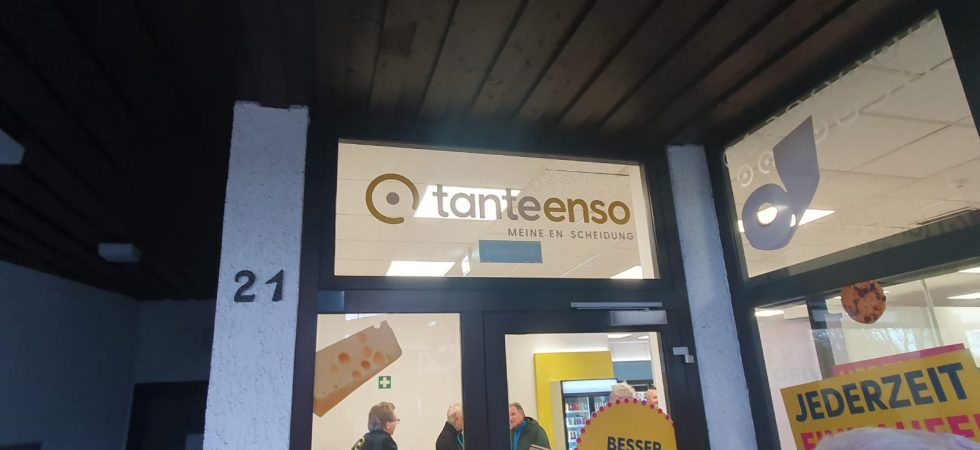 tanteenso
MEINE EN SCHEIDUNG
21
JEDERZEIT
BESSER